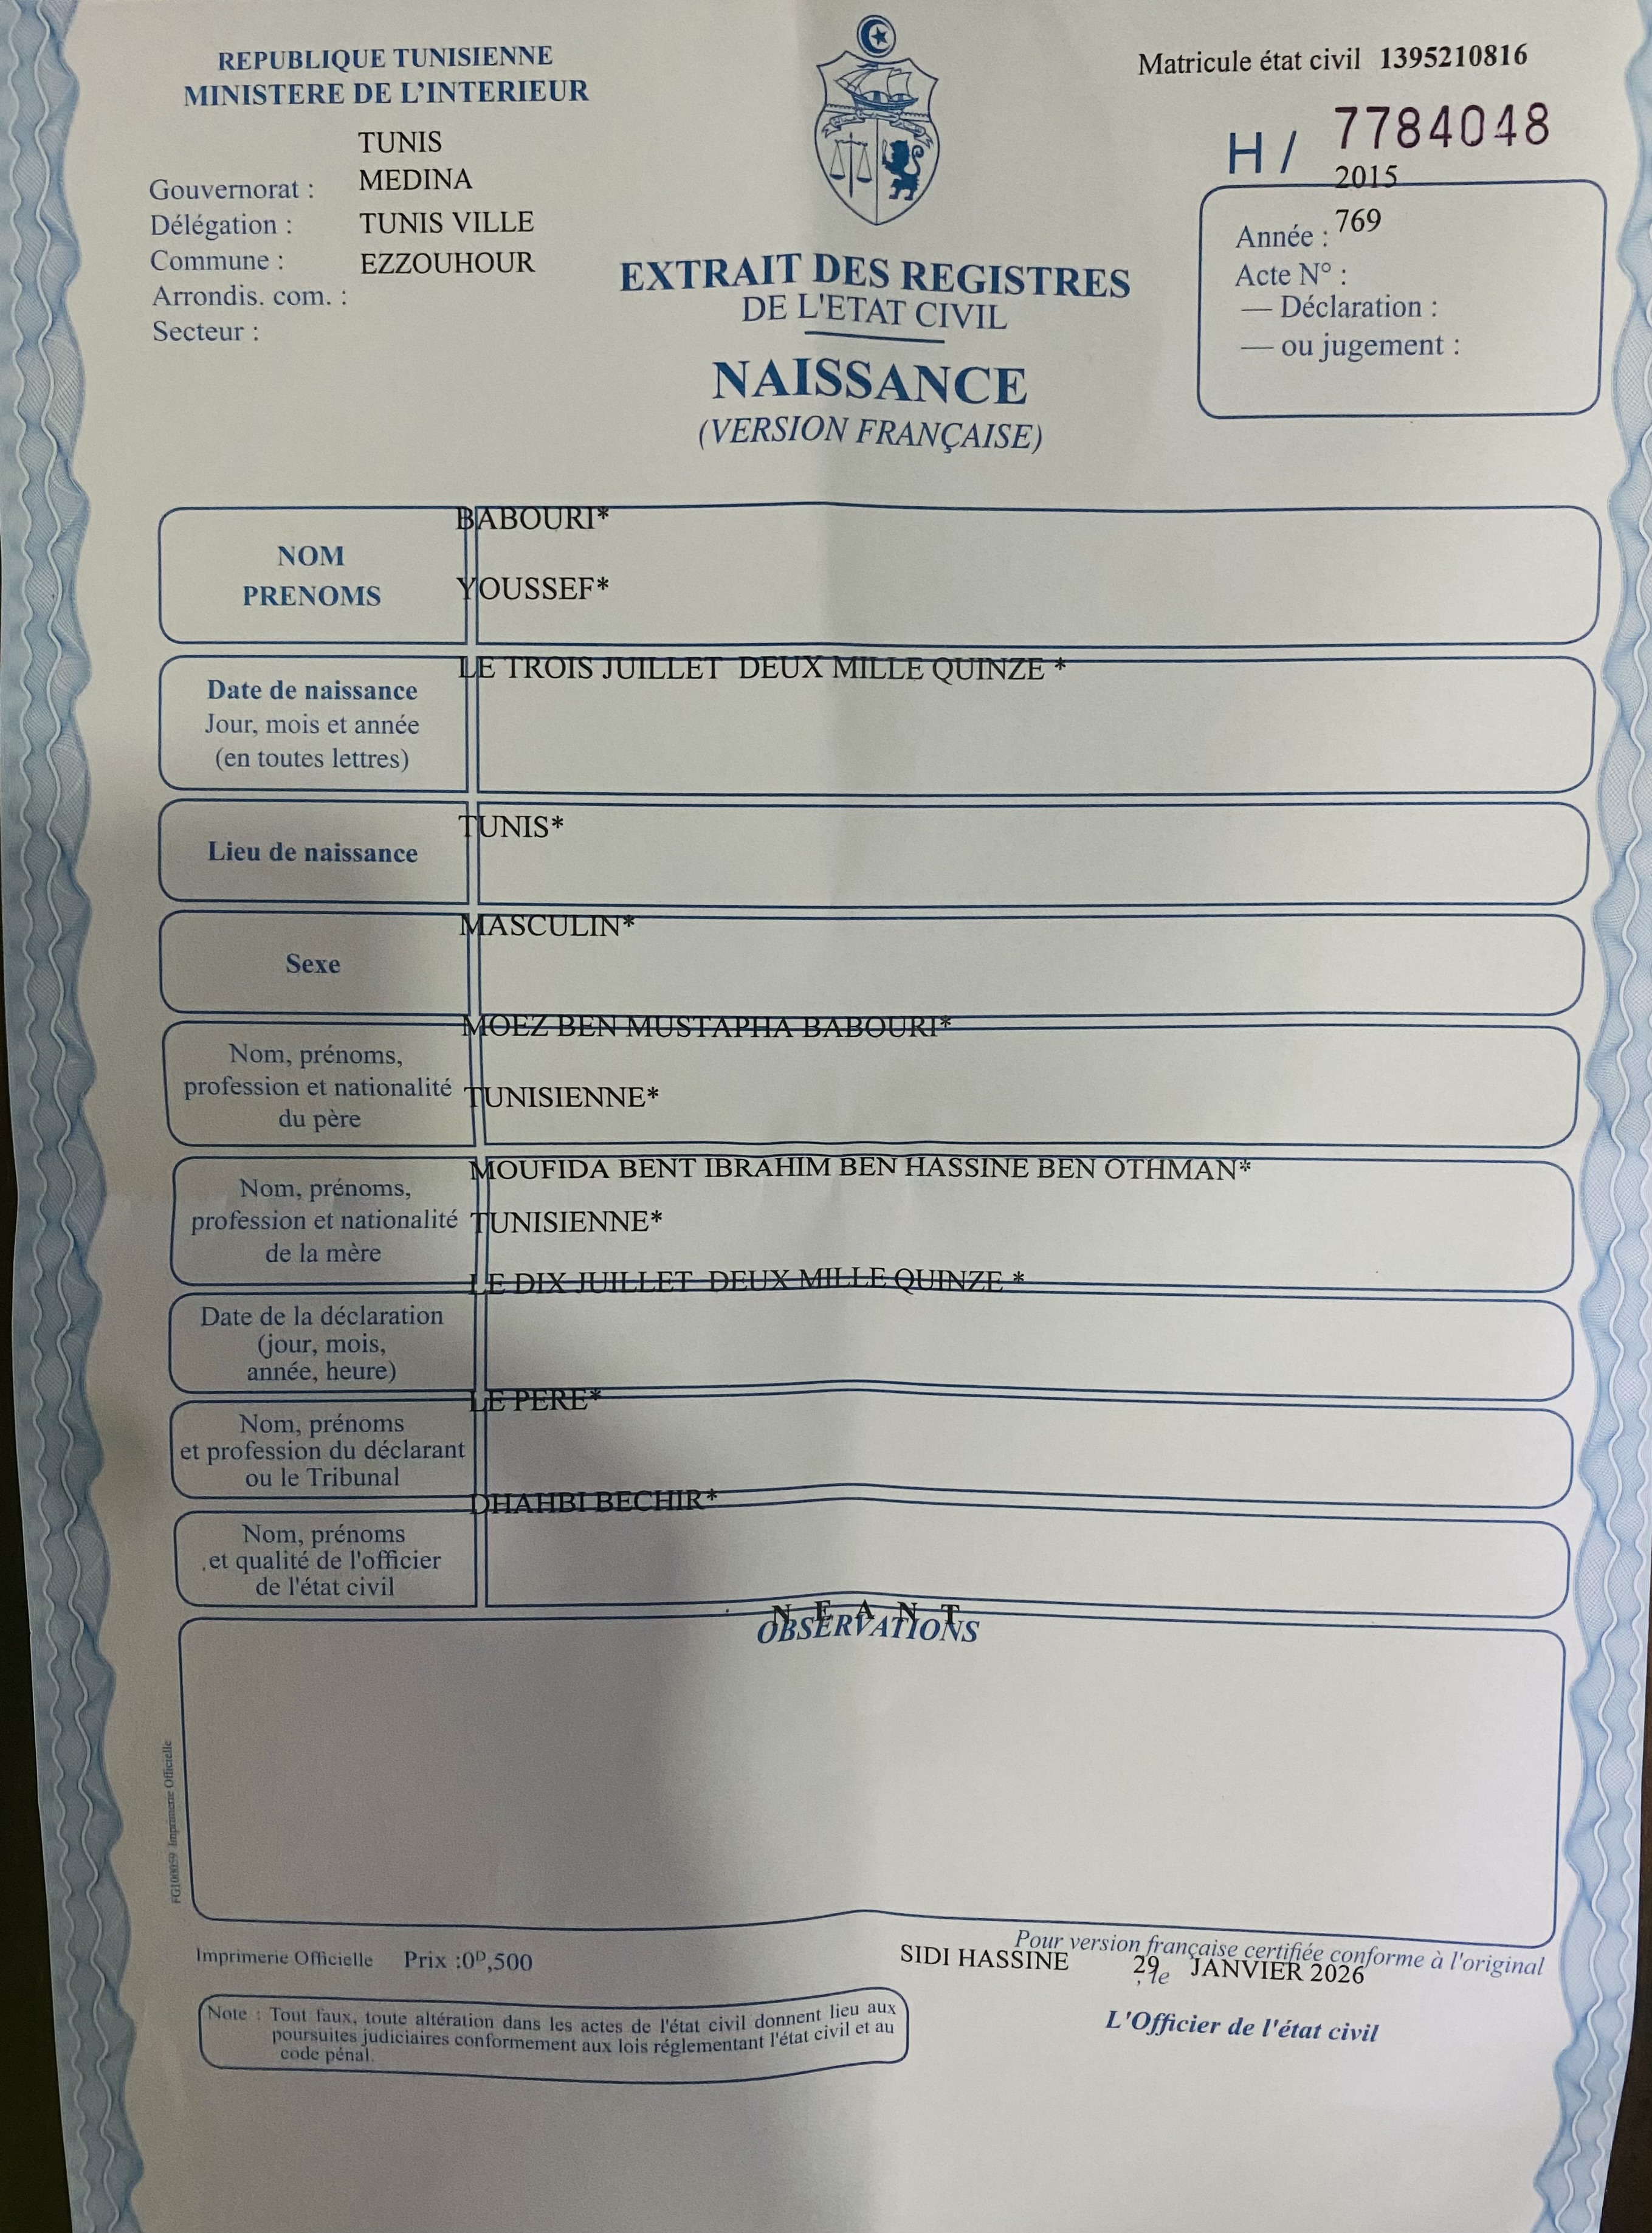 REPUBLIQUE TUNISIENNE
MINISTERE DE L'INTERIEUR
TUNIS
Gouvernorat : MEDINA
Délégation : TUNIS VILLE
Commune : EZZOUHOUR
Arrondis. com. :
Secteur :
Matricule état civil 1395210816
H / 7784048
2015
Année : 769
Acte N° :
— Déclaration :
— ou jugement :
EXTRAIT DES REGISTRES
DE L'ETAT CIVIL
NAISSANCE
(VERSION FRANÇAISE)
BABOURI*
NOM
YOUSSEF*
PRENOMS
LE TROIS JUILLET DEUX MILLE QUINZE *
Date de naissance
Jour, mois et année
(en toutes lettres)
TUNIS*
Lieu de naissance
MASCULIN*
Sexe
MOEZ BEN MUSTAPHA BABOURI*
Nom, prénoms,
profession et nationalité
du père
TUNISIENNE*
MOUFIDA BENT IBRAHIM BEN HASSINE BEN OTHMAN*
Nom, prénoms,
profession et nationalité
de la mère
TUNISIENNE*
LE DIX JUILLET DEUX MILLE QUINZE *
Date de la déclaration
(jour, mois,
année, heure)
LE PERE*
Nom, prénoms
et profession du déclarant
ou le Tribunal
DHAHBI BECHIR*
Nom, prénoms
et qualité de l'officier
de l'état civil
N E A N T
OBSERVATIONS
FG100059 Imprimerie Officielle
Imprimerie Officielle Prix :0ᴰ,500
Pour version française certifiée conforme à l'original
SIDI HASSINE 29 JANVIER 2026
, le
L'Officier de l'état civil
Note : Tout faux, toute altération dans les actes de l'état civil donnent lieu aux
poursuites judiciaires conformement aux lois réglementant l'état civil et au
code pénal.